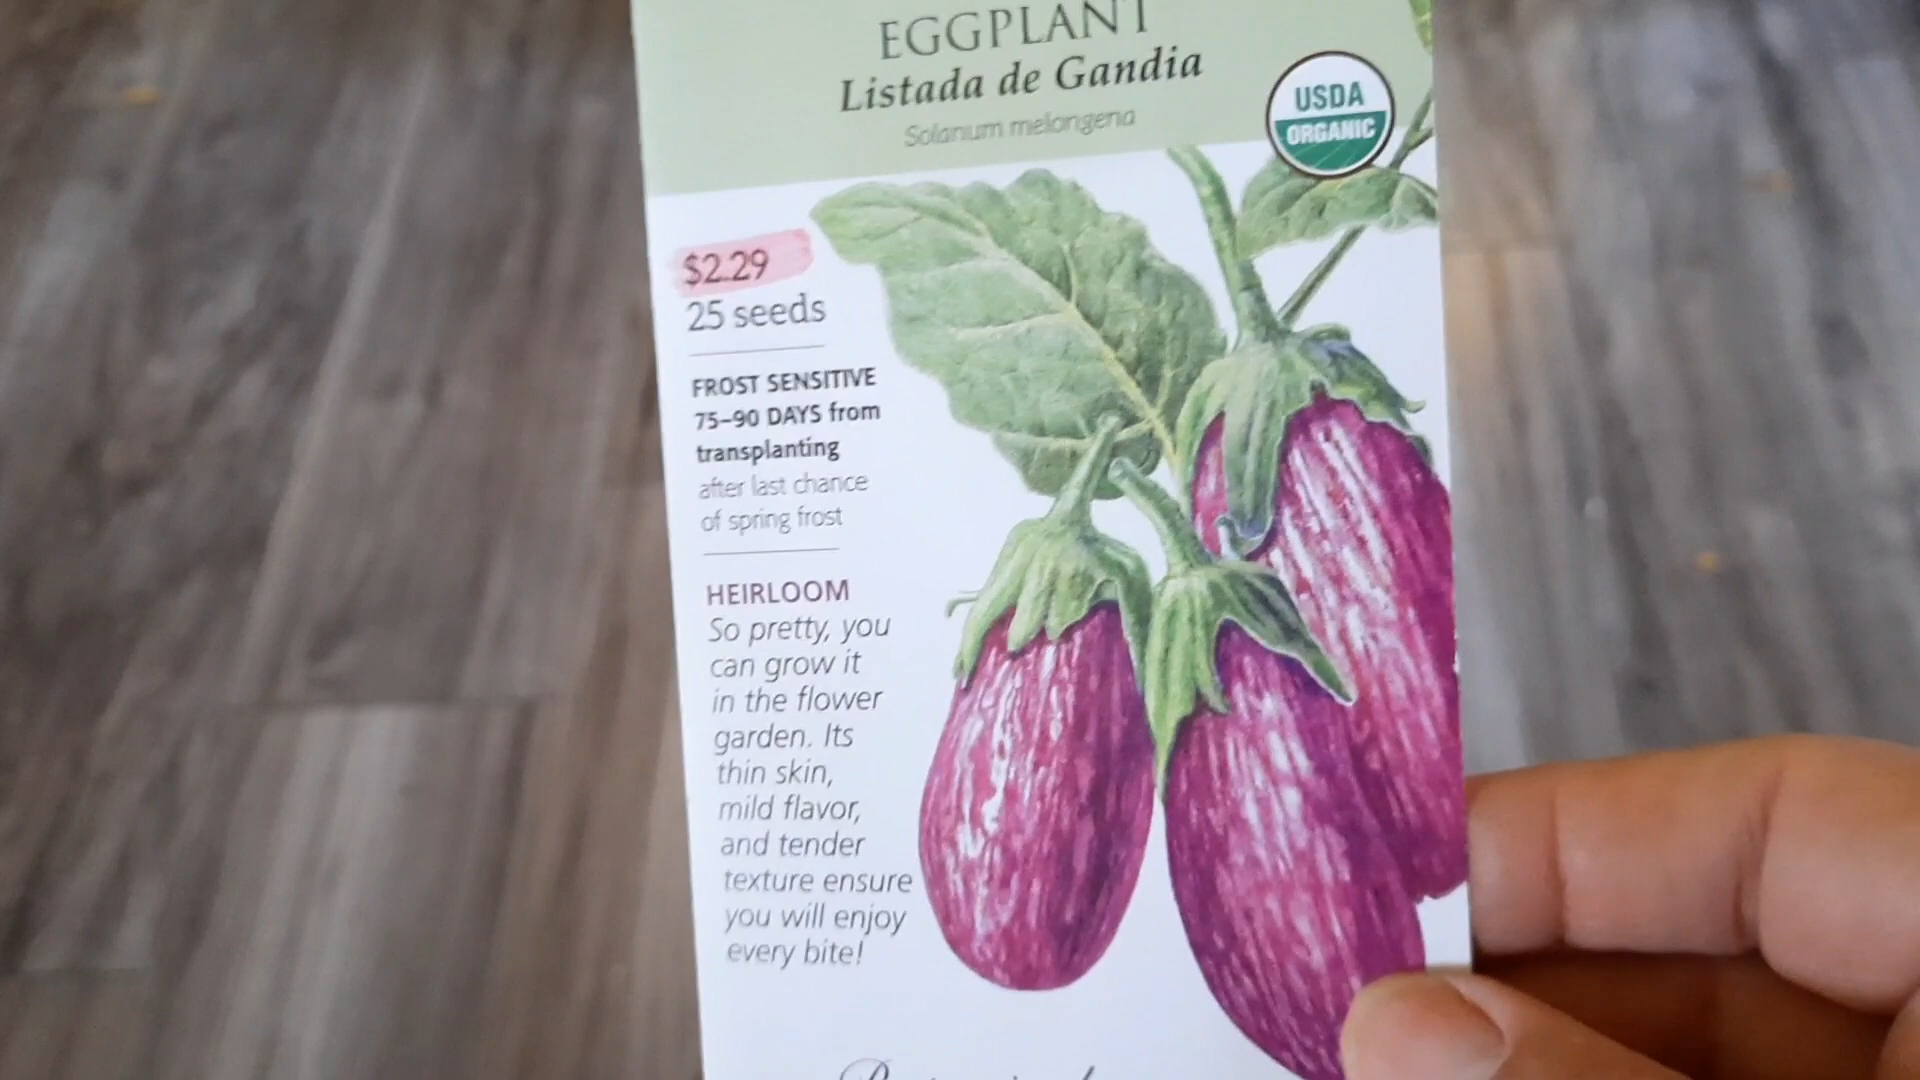 EGGPLANT
Listada de Gandia
Solanum melongena
USDA
ORGANIC
$2.29
25 seeds
FROST SENSITIVE
75–90 DAYS from
transplanting
after last chance
of spring frost
HEIRLOOM
So pretty, you
can grow it
in the flower
garden. Its
thin skin,
mild flavor,
and tender
texture ensure
you will enjoy
every bite!